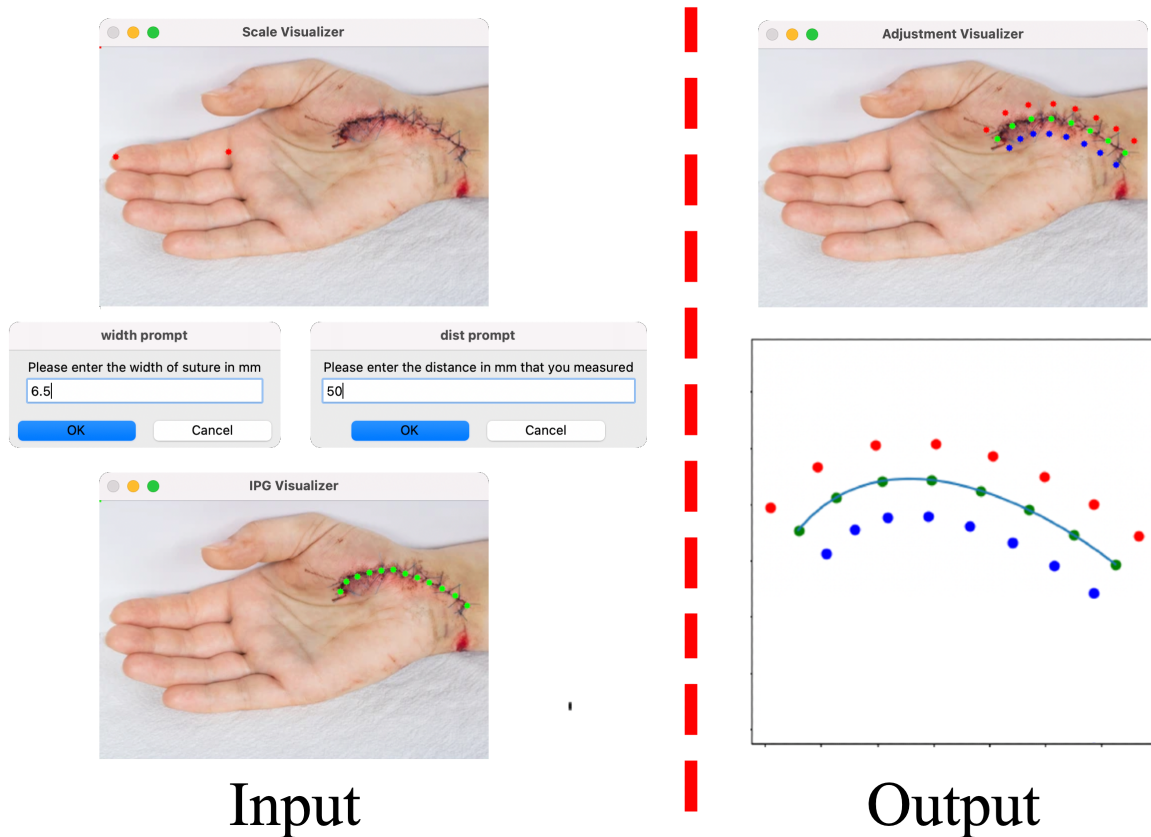 Scale Visualizer
width prompt
Please enter the width of suture in mm
6.5
OK
Cancel
dist prompt
Please enter the distance in mm that you measured
50
OK
Cancel
IPG Visualizer
Input
Adjustment Visualizer
Output